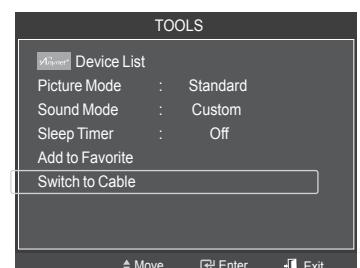 TOOLS
Device List
Picture Mode : Standard
Sound Mode : Custom
Sleep Timer : Off
Add to Favorite
Switch to Cable
Move Enter Exit